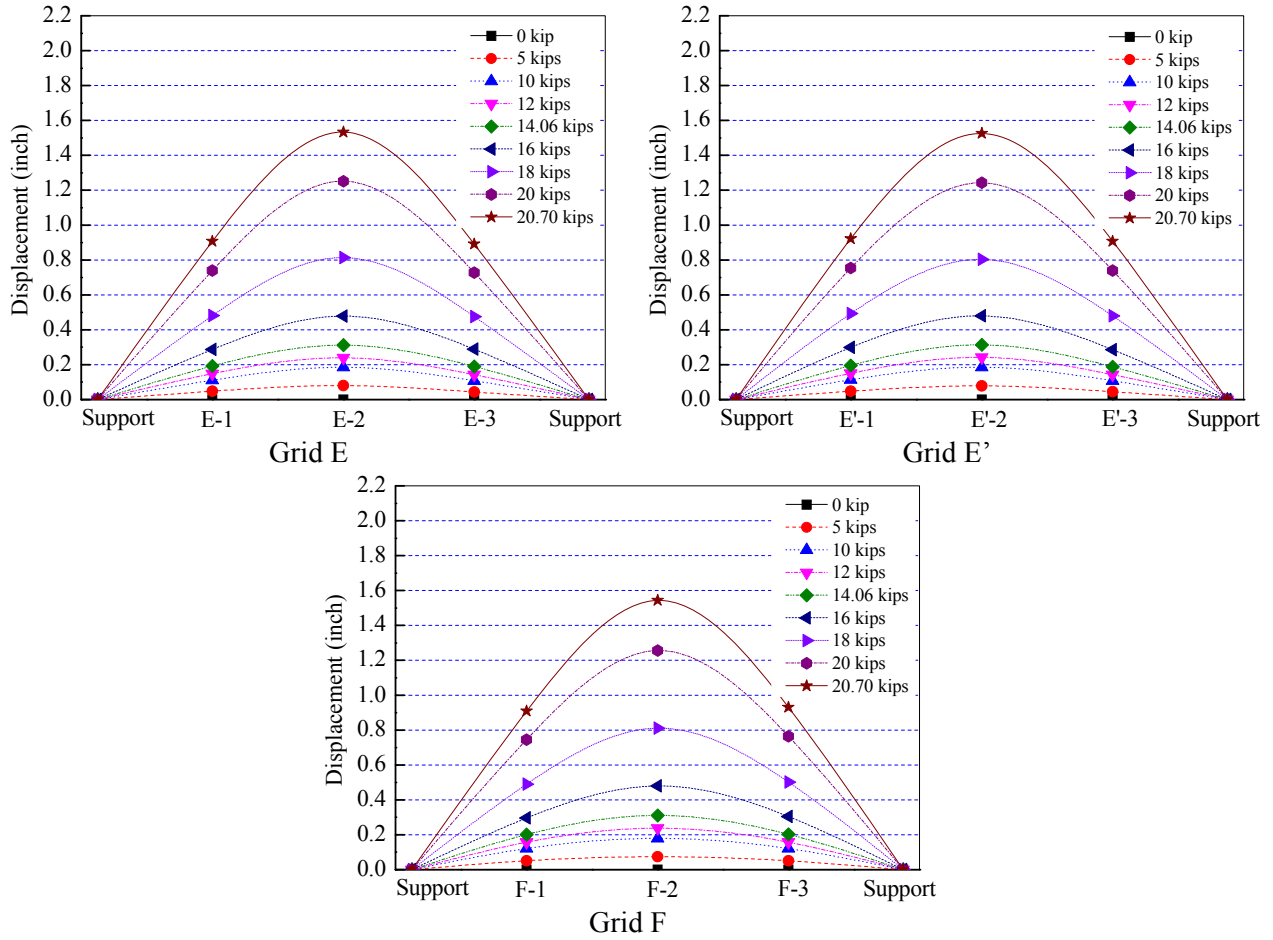 Displacement (inch)
2.2
2.0
1.8
1.6
1.4
1.2
1.0
0.8
0.6
0.4
0.2
0.0
0 kip
5 kips
10 kips
12 kips
14.06 kips
16 kips
18 kips
20 kips
20.70 kips
Support E-1 E-2 E-3 Support
Grid E
Displacement (inch)
2.2
2.0
1.8
1.6
1.4
1.2
1.0
0.8
0.6
0.4
0.2
0.0
0 kip
5 kips
10 kips
12 kips
14.06 kips
16 kips
18 kips
20 kips
20.70 kips
Support E'-1 E'-2 E'-3 Support
Grid E’
Displacement (inch)
2.2
2.0
1.8
1.6
1.4
1.2
1.0
0.8
0.6
0.4
0.2
0.0
0 kip
5 kips
10 kips
12 kips
14.06 kips
16 kips
18 kips
20 kips
20.70 kips
Support F-1 F-2 F-3 Support
Grid F